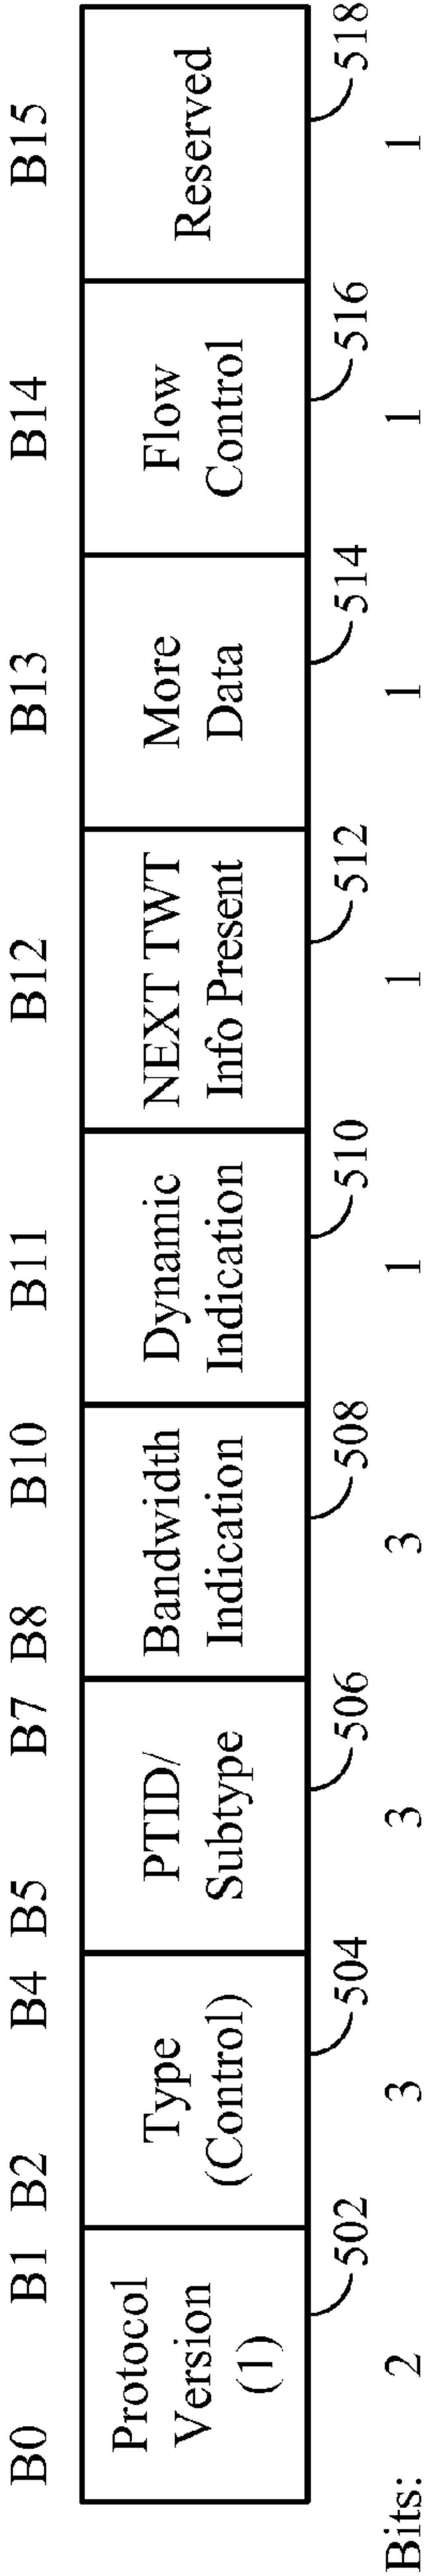 B0 B1 B2 B4 B5 B7 B8 B10 B11 B12 B13 B14 B15
Protocol
Version
(1)
Type
(Control)
PTID/
Subtype
Bandwidth
Indication
Dynamic
Indication
NEXT TWT
Info Present
More
Data
Flow
Control
Reserved
502 504 506 508 510 512 514 516 518
Bits: 2 3 3 3 1 1 1 1 1